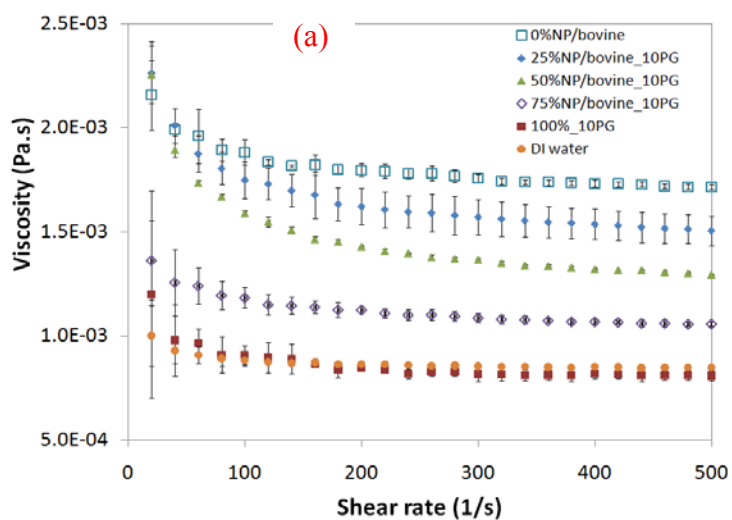 (a)
2.5E-03
2.0E-03
1.5E-03
1.0E-03
5.0E-04
Viscosity (Pa.s)
0%NP/bovine
25%NP/bovine_10PG
50%NP/bovine_10PG
75%NP/bovine_10PG
100%_10PG
DI water
0 100 200 300 400 500
Shear rate (1/s)